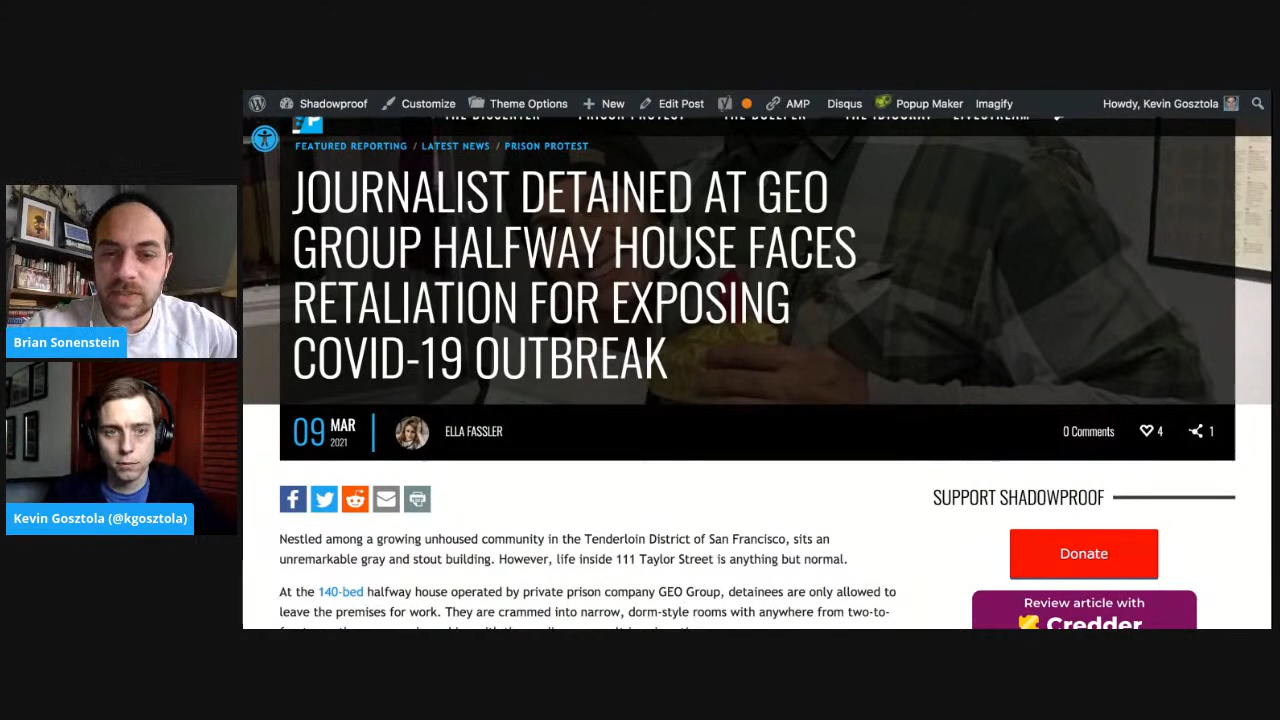 Shadowproof Customize Theme Options New Edit Post AMP Disqus Popup Maker Imagify Howdy, Kevin Gosztola
THE DISSENTER PRISON PROTEST LIVESTREAM
FEATURED REPORTING / LATEST NEWS / PRISON PROTEST
JOURNALIST DETAINED AT GEO
GROUP HALFWAY HOUSE FACES
RETALIATION FOR EXPOSING
COVID-19 OUTBREAK
09 MAR 2021
ELLA FASSLER
0 Comments 4 1
Brian Sonenstein
Kevin Gosztola (@kgosztola)
Nestled among a growing unhoused community in the Tenderloin District of San Francisco, sits an
unremarkable gray and stout building. However, life inside 111 Taylor Street is anything but normal.
At the 140-bed halfway house operated by private prison company GEO Group, detainees are only allowed to
leave the premises for work. They are crammed into narrow, dorm-style rooms with anywhere from two-to-
SUPPORT SHADOWPROOF
Donate
Review article with
Credder